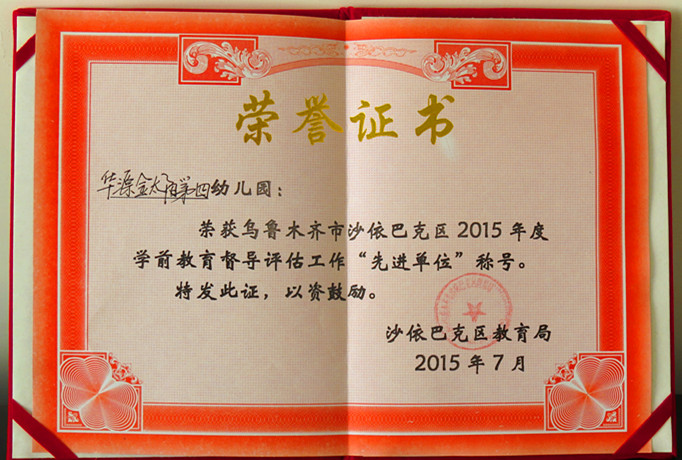 荣誉证书
华源金太阳第四幼儿园：
荣获乌鲁木齐市沙依巴克区2015年度
学前教育督导评估工作“先进单位”称号。
特发此证，以资鼓励。
沙依巴克区教育局
2015年7月